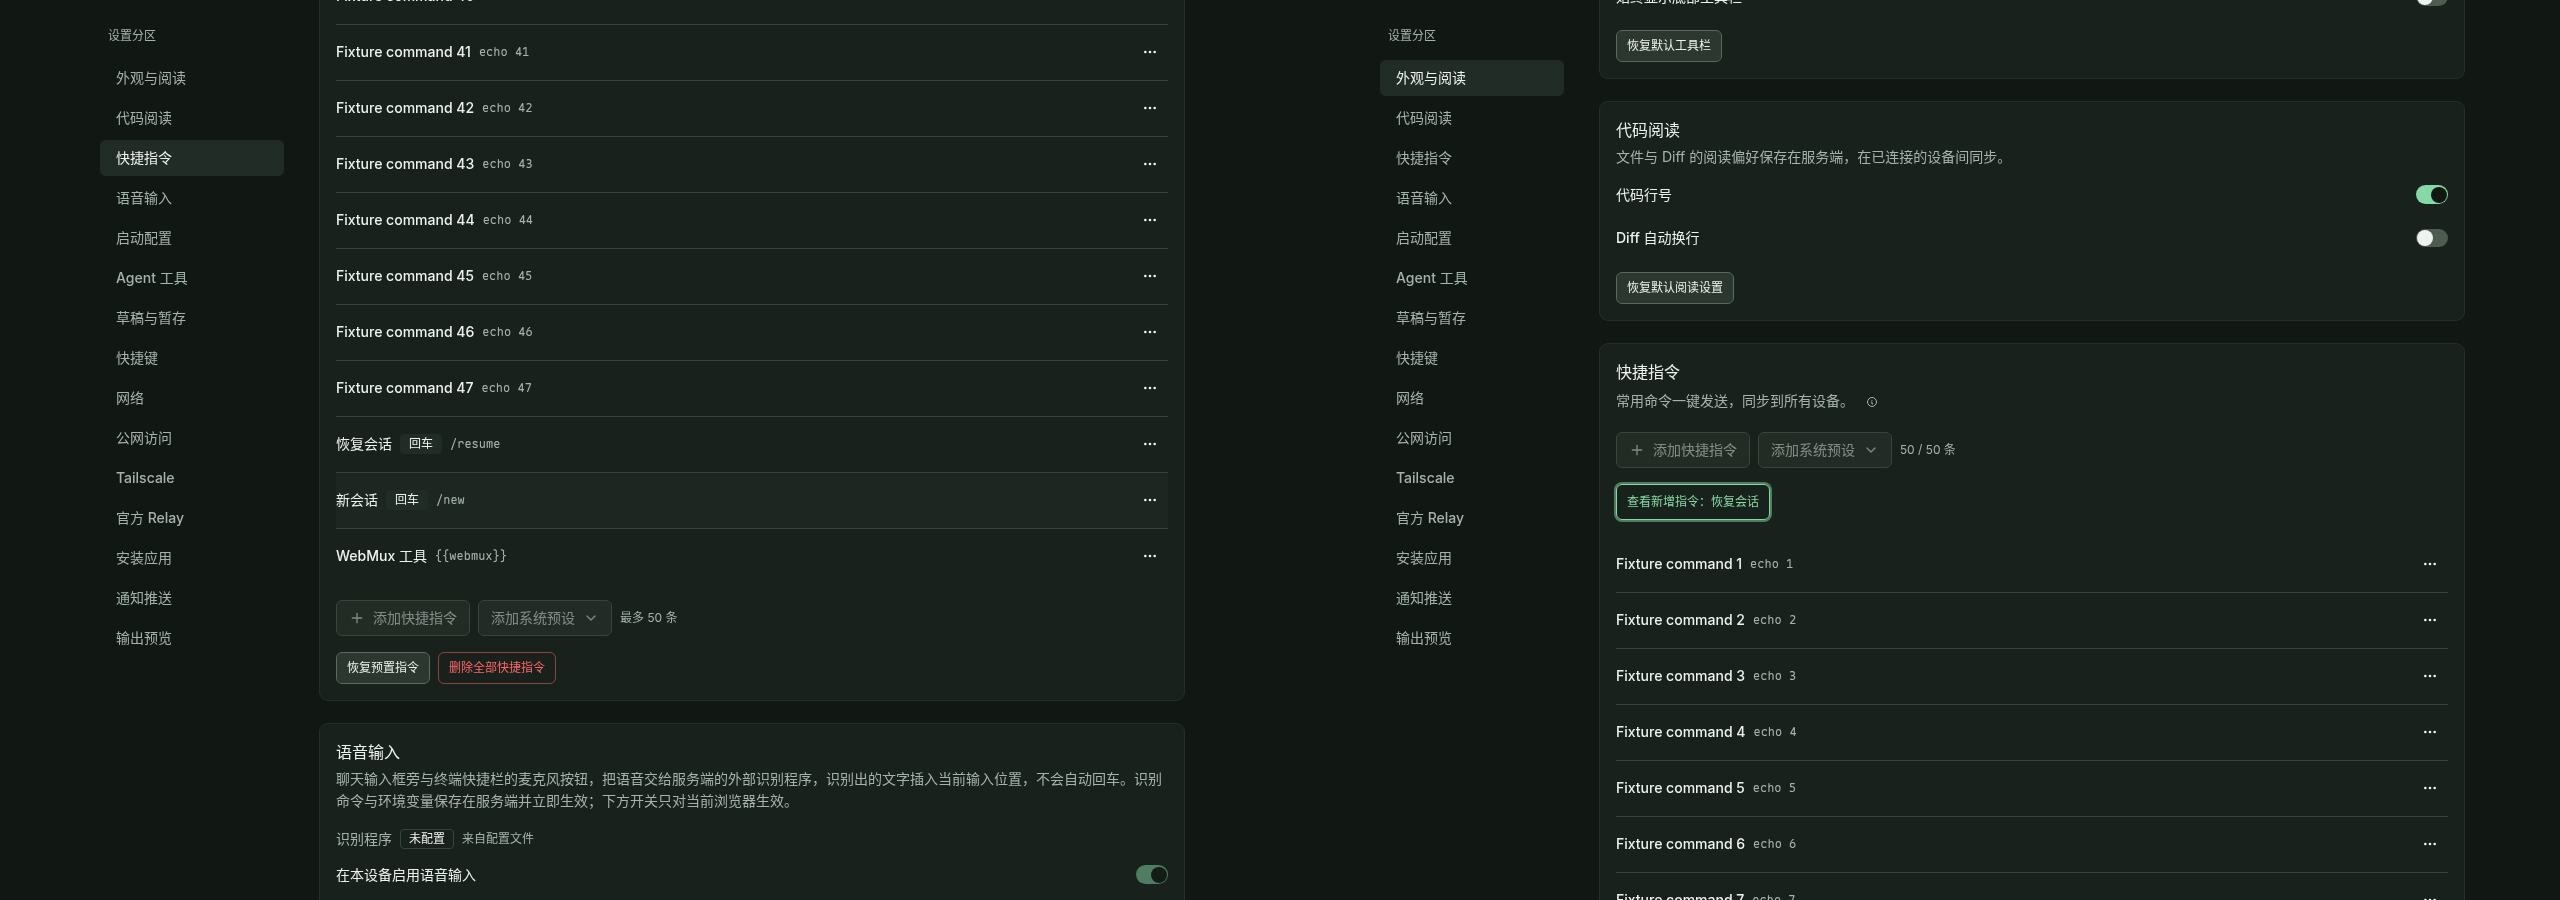 设置分区
外观与阅读
代码阅读
快捷指令
语音输入
启动配置
Agent 工具
草稿与暂存
快捷键
网络
公网访问
Tailscale
官方 Relay
安装应用
通知推送
输出预览
Fixture command 41 echo 41
Fixture command 42 echo 42
Fixture command 43 echo 43
Fixture command 44 echo 44
Fixture command 45 echo 45
Fixture command 46 echo 46
Fixture command 47 echo 47
恢复会话 回车 /resume
新会话 回车 /new
WebMux 工具 {{webmux}}
添加快捷指令 添加系统预设 最多 50 条
恢复预置指令 删除全部快捷指令
语音输入
聊天输入框旁与终端快捷栏的麦克风按钮，把语音交给服务端的外部识别程序，识别出的文字插入当前输入位置，不会自动回车。识别
命令与环境变量保存在服务端并立即生效；下方开关只对当前浏览器生效。
识别程序 未配置 来自配置文件
在本设备启用语音输入
设置分区
外观与阅读
代码阅读
快捷指令
语音输入
启动配置
Agent 工具
草稿与暂存
快捷键
网络
公网访问
Tailscale
官方 Relay
安装应用
通知推送
输出预览
恢复默认工具栏
代码阅读
文件与 Diff 的阅读偏好保存在服务端，在已连接的设备间同步。
代码行号
Diff 自动换行
恢复默认阅读设置
快捷指令
常用命令一键发送，同步到所有设备。
添加快捷指令 添加系统预设 50 / 50 条
查看新增指令：恢复会话
Fixture command 1 echo 1
Fixture command 2 echo 2
Fixture command 3 echo 3
Fixture command 4 echo 4
Fixture command 5 echo 5
Fixture command 6 echo 6
Fixture command 7 echo 7